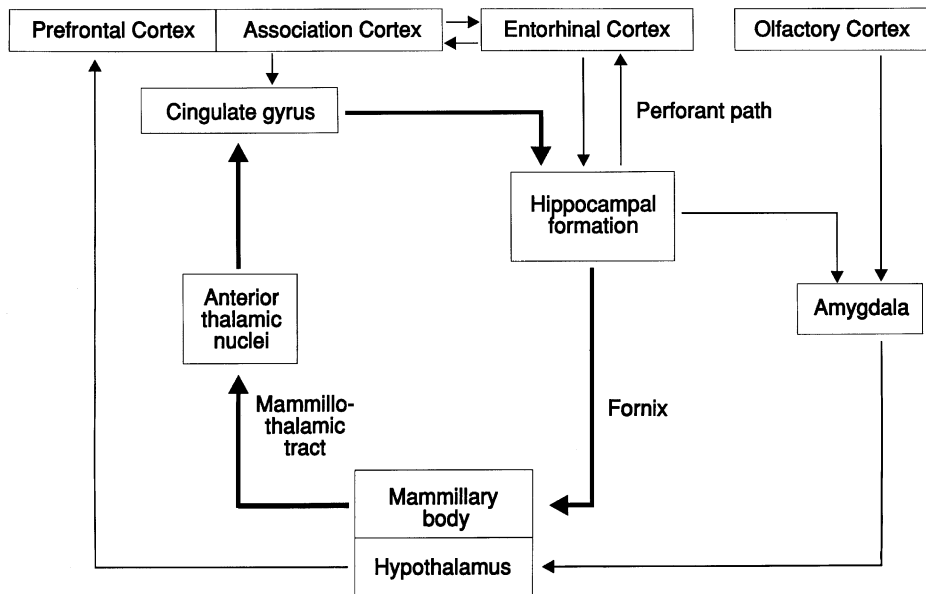 Prefrontal Cortex
Association Cortex
Entorhinal Cortex
Olfactory Cortex
Cingulate gyrus
Perforant path
Hippocampal
formation
Anterior
thalamic
nuclei
Amygdala
Mammillo-
thalamic
tract
Fornix
Mammillary
body
Hypothalamus